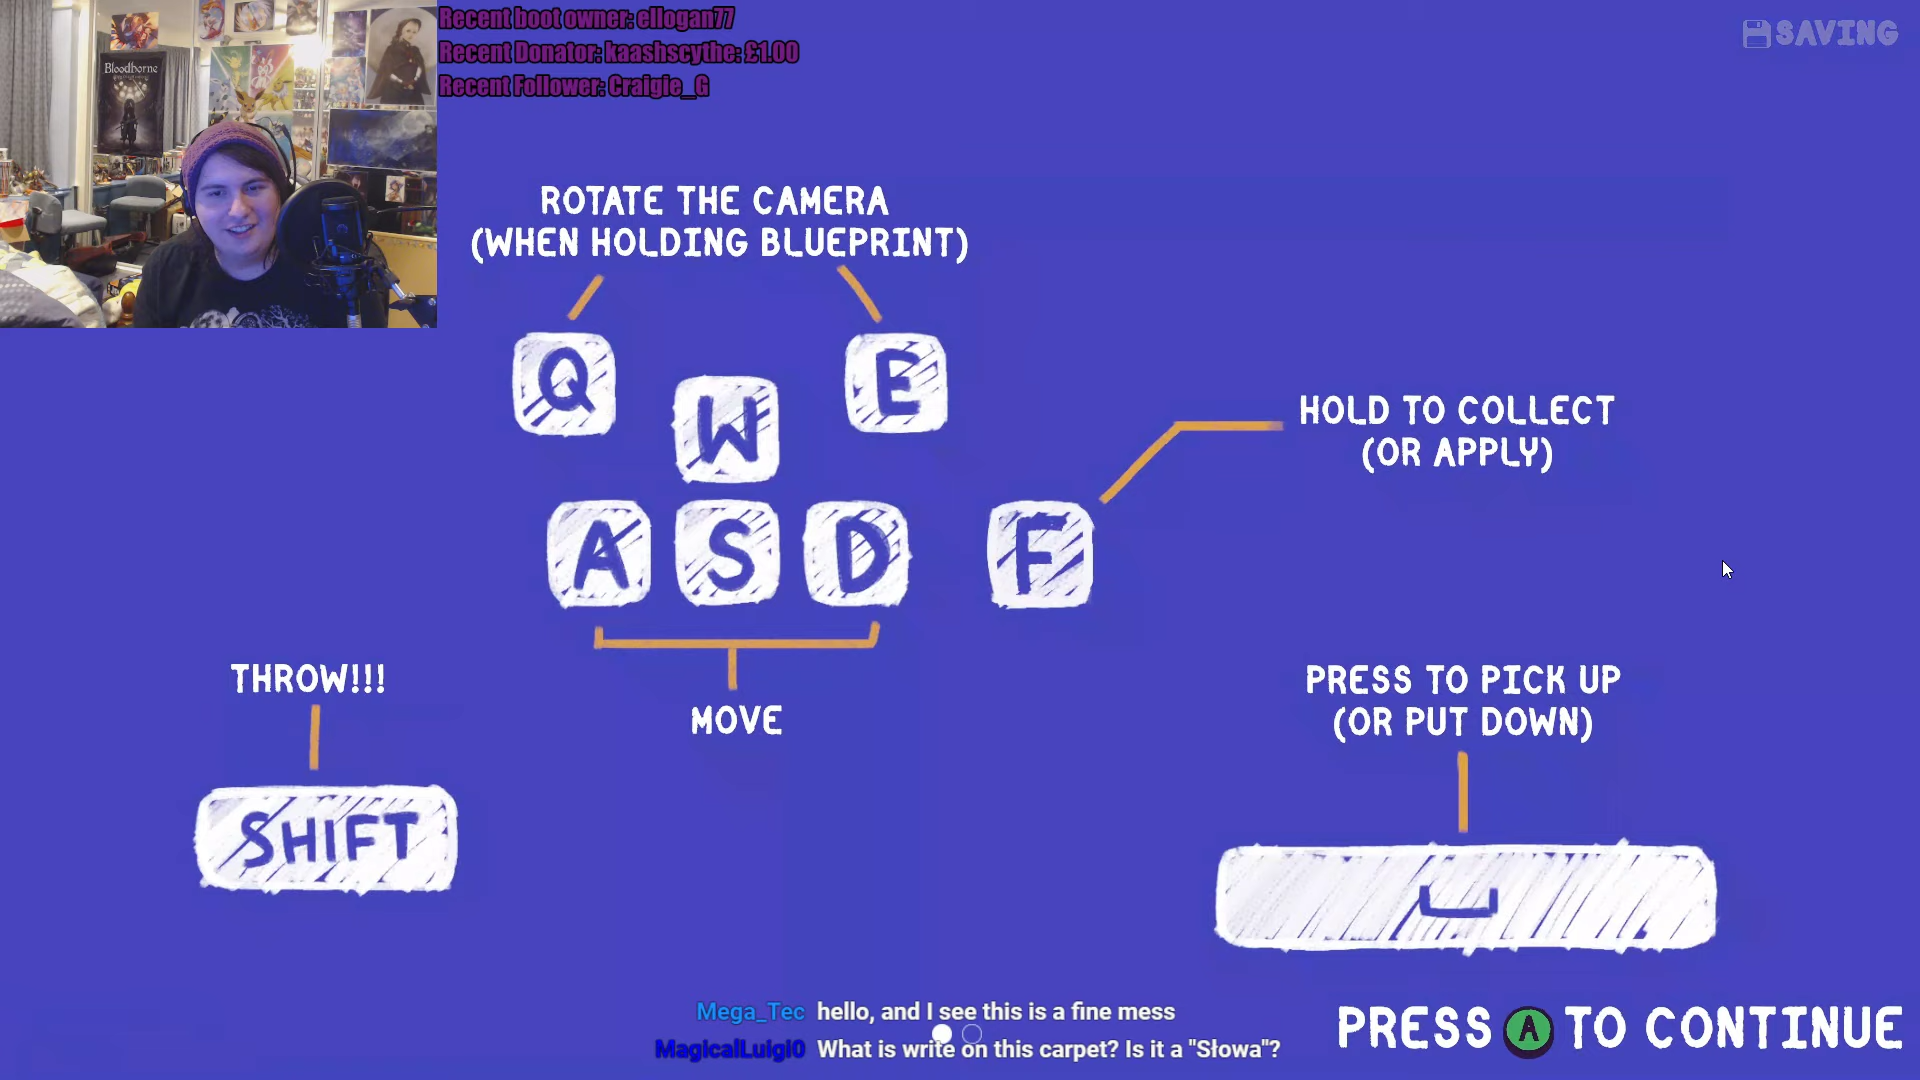 Bloodborne
Recent boot owner: ellogan77
Recent Donator: kaashscythe: £1.00
Recent Follower: Craigie_G
SAVING
ROTATE THE CAMERA
(WHEN HOLDING BLUEPRINT)
Q
W
E
HOLD TO COLLECT
(OR APPLY)
A
S
D
F
THROW!!!
MOVE
PRESS TO PICK UP
(OR PUT DOWN)
SHIFT
Mega_Tec hello, and I see this is a fine mess
MagicalLuigi0 What is write on this carpet? Is it a "Słowa"?
PRESS A TO CONTINUE